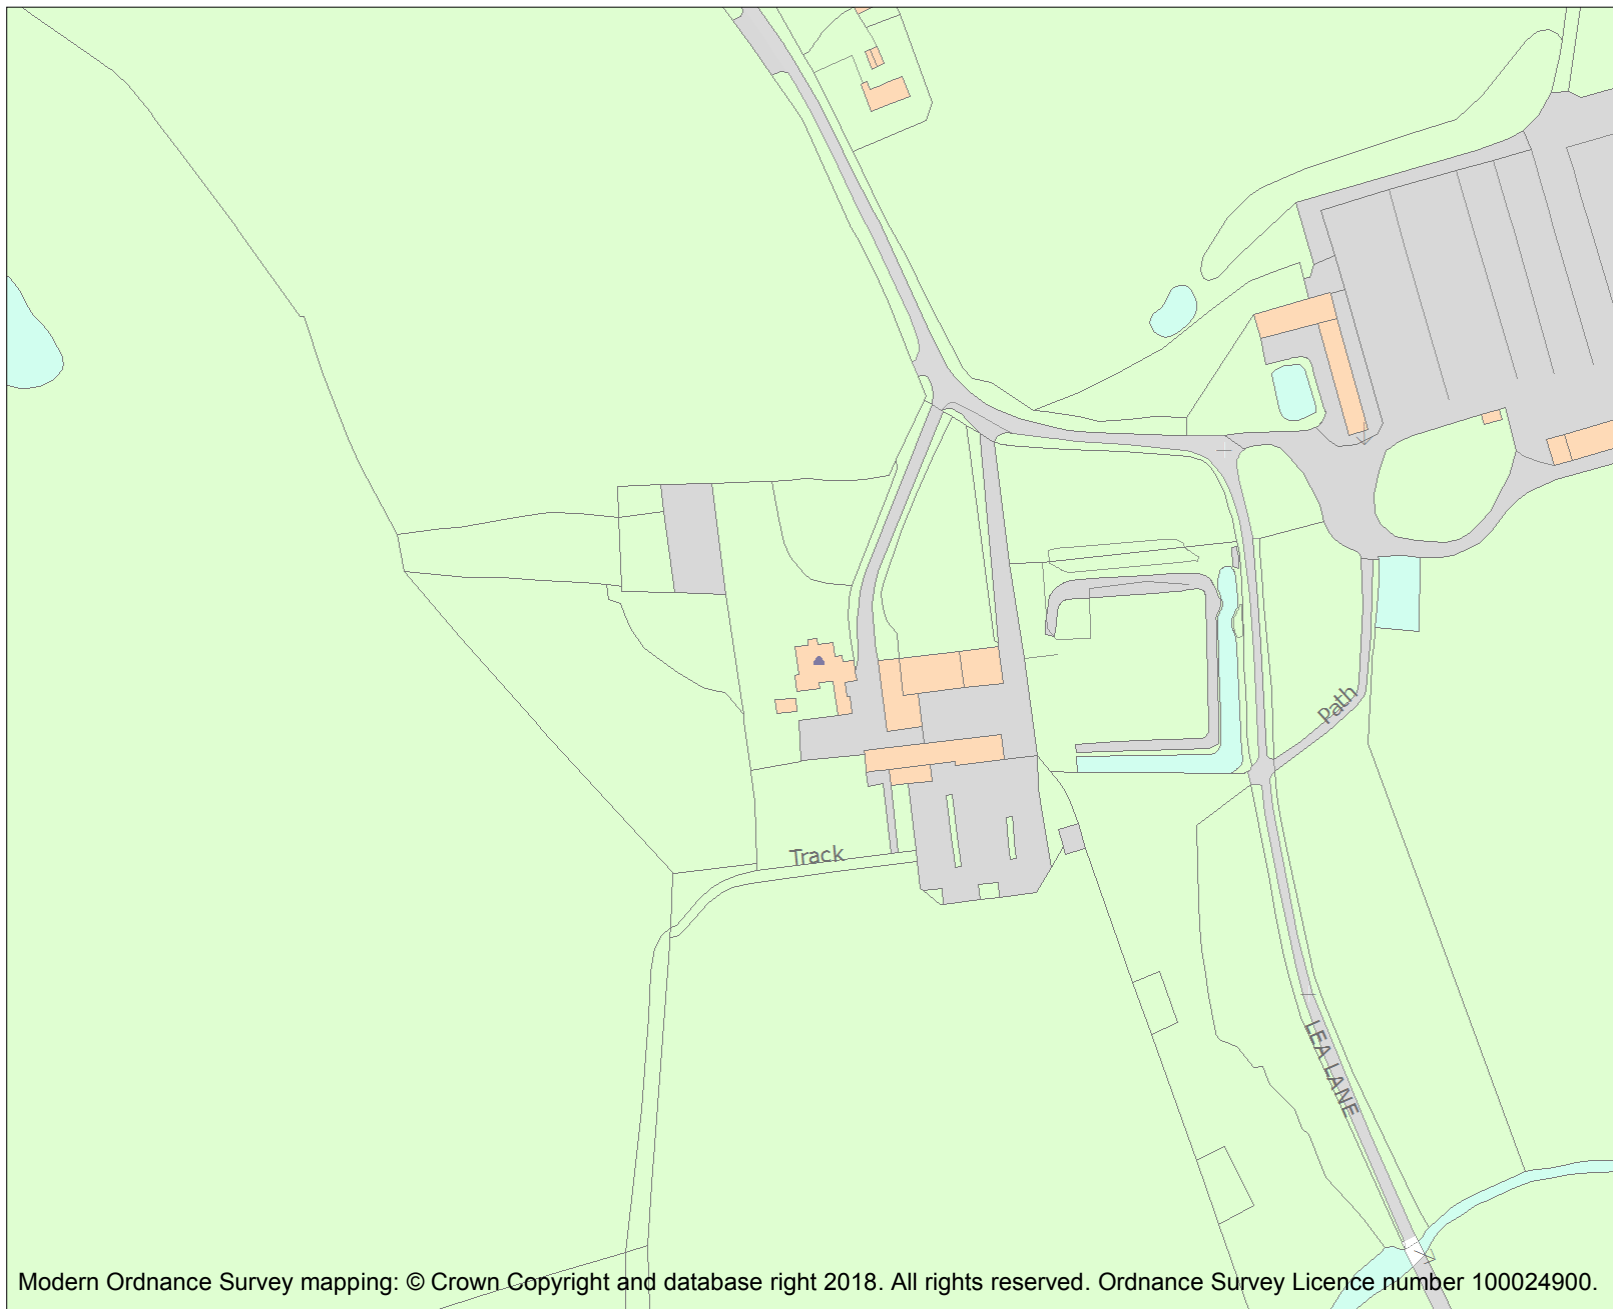 Path
Track
LEA LANE
Modern Ordnance Survey mapping: © Crown Copyright and database right 2018. All rights reserved. Ordnance Survey Licence number 100024900.